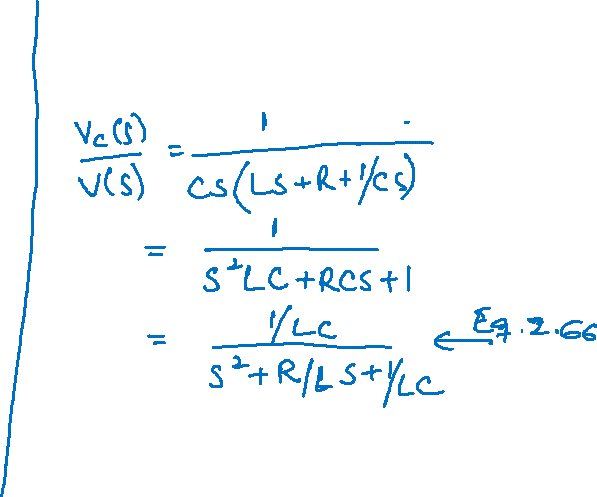 Vc(s)/V(s) = 1/(Cs(Ls+R+1/Cs))
= 1/(s²LC+RCs+1)
= (1/LC)/(s²+R/L s+1/LC) ← Eq. 2.66